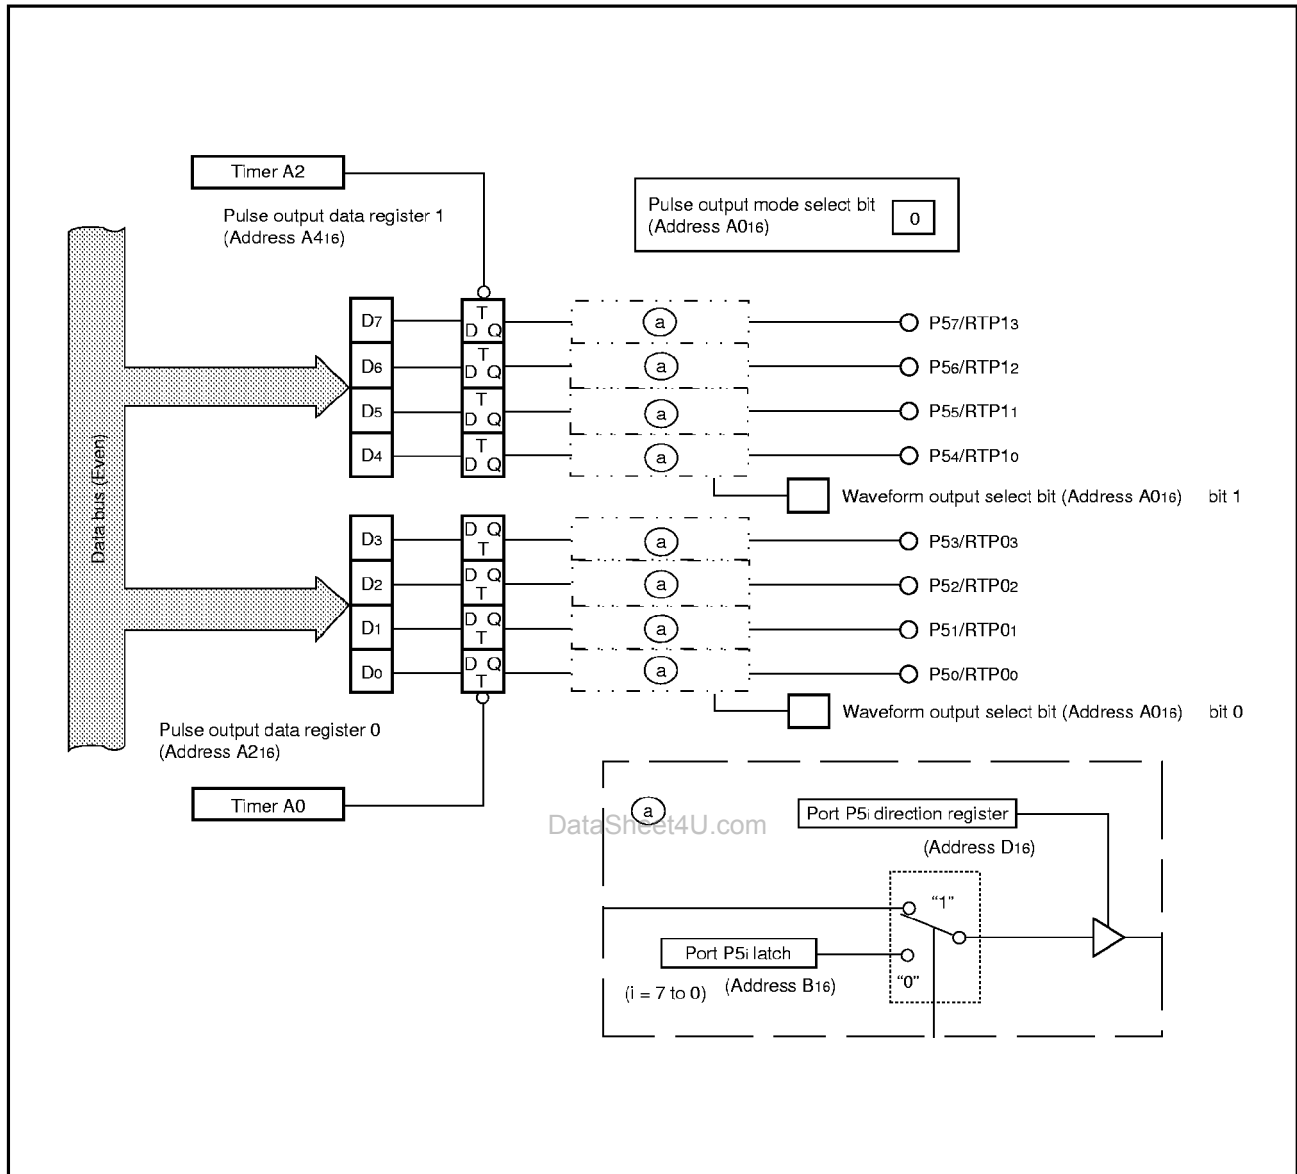 Timer A2
Pulse output data register 1
(Address A416)
Pulse output mode select bit
(Address A016)
0
Data bus (Even)
D7
T
D Q
a
P57/RTP13
D6
T
D Q
a
P56/RTP12
D5
T
D Q
a
P55/RTP11
D4
T
D Q
a
P54/RTP10
Waveform output select bit (Address A016) bit 1
D3
D Q
T
a
P53/RTP03
D2
D Q
T
a
P52/RTP02
D1
D Q
T
a
P51/RTP01
D0
D Q
T
a
P50/RTP00
Waveform output select bit (Address A016) bit 0
Pulse output data register 0
(Address A216)
Timer A0
DataSheet4U.com
a
Port P5i direction register
(Address D16)
"1"
Port P5i latch
(Address B16)
"0"
(i = 7 to 0)